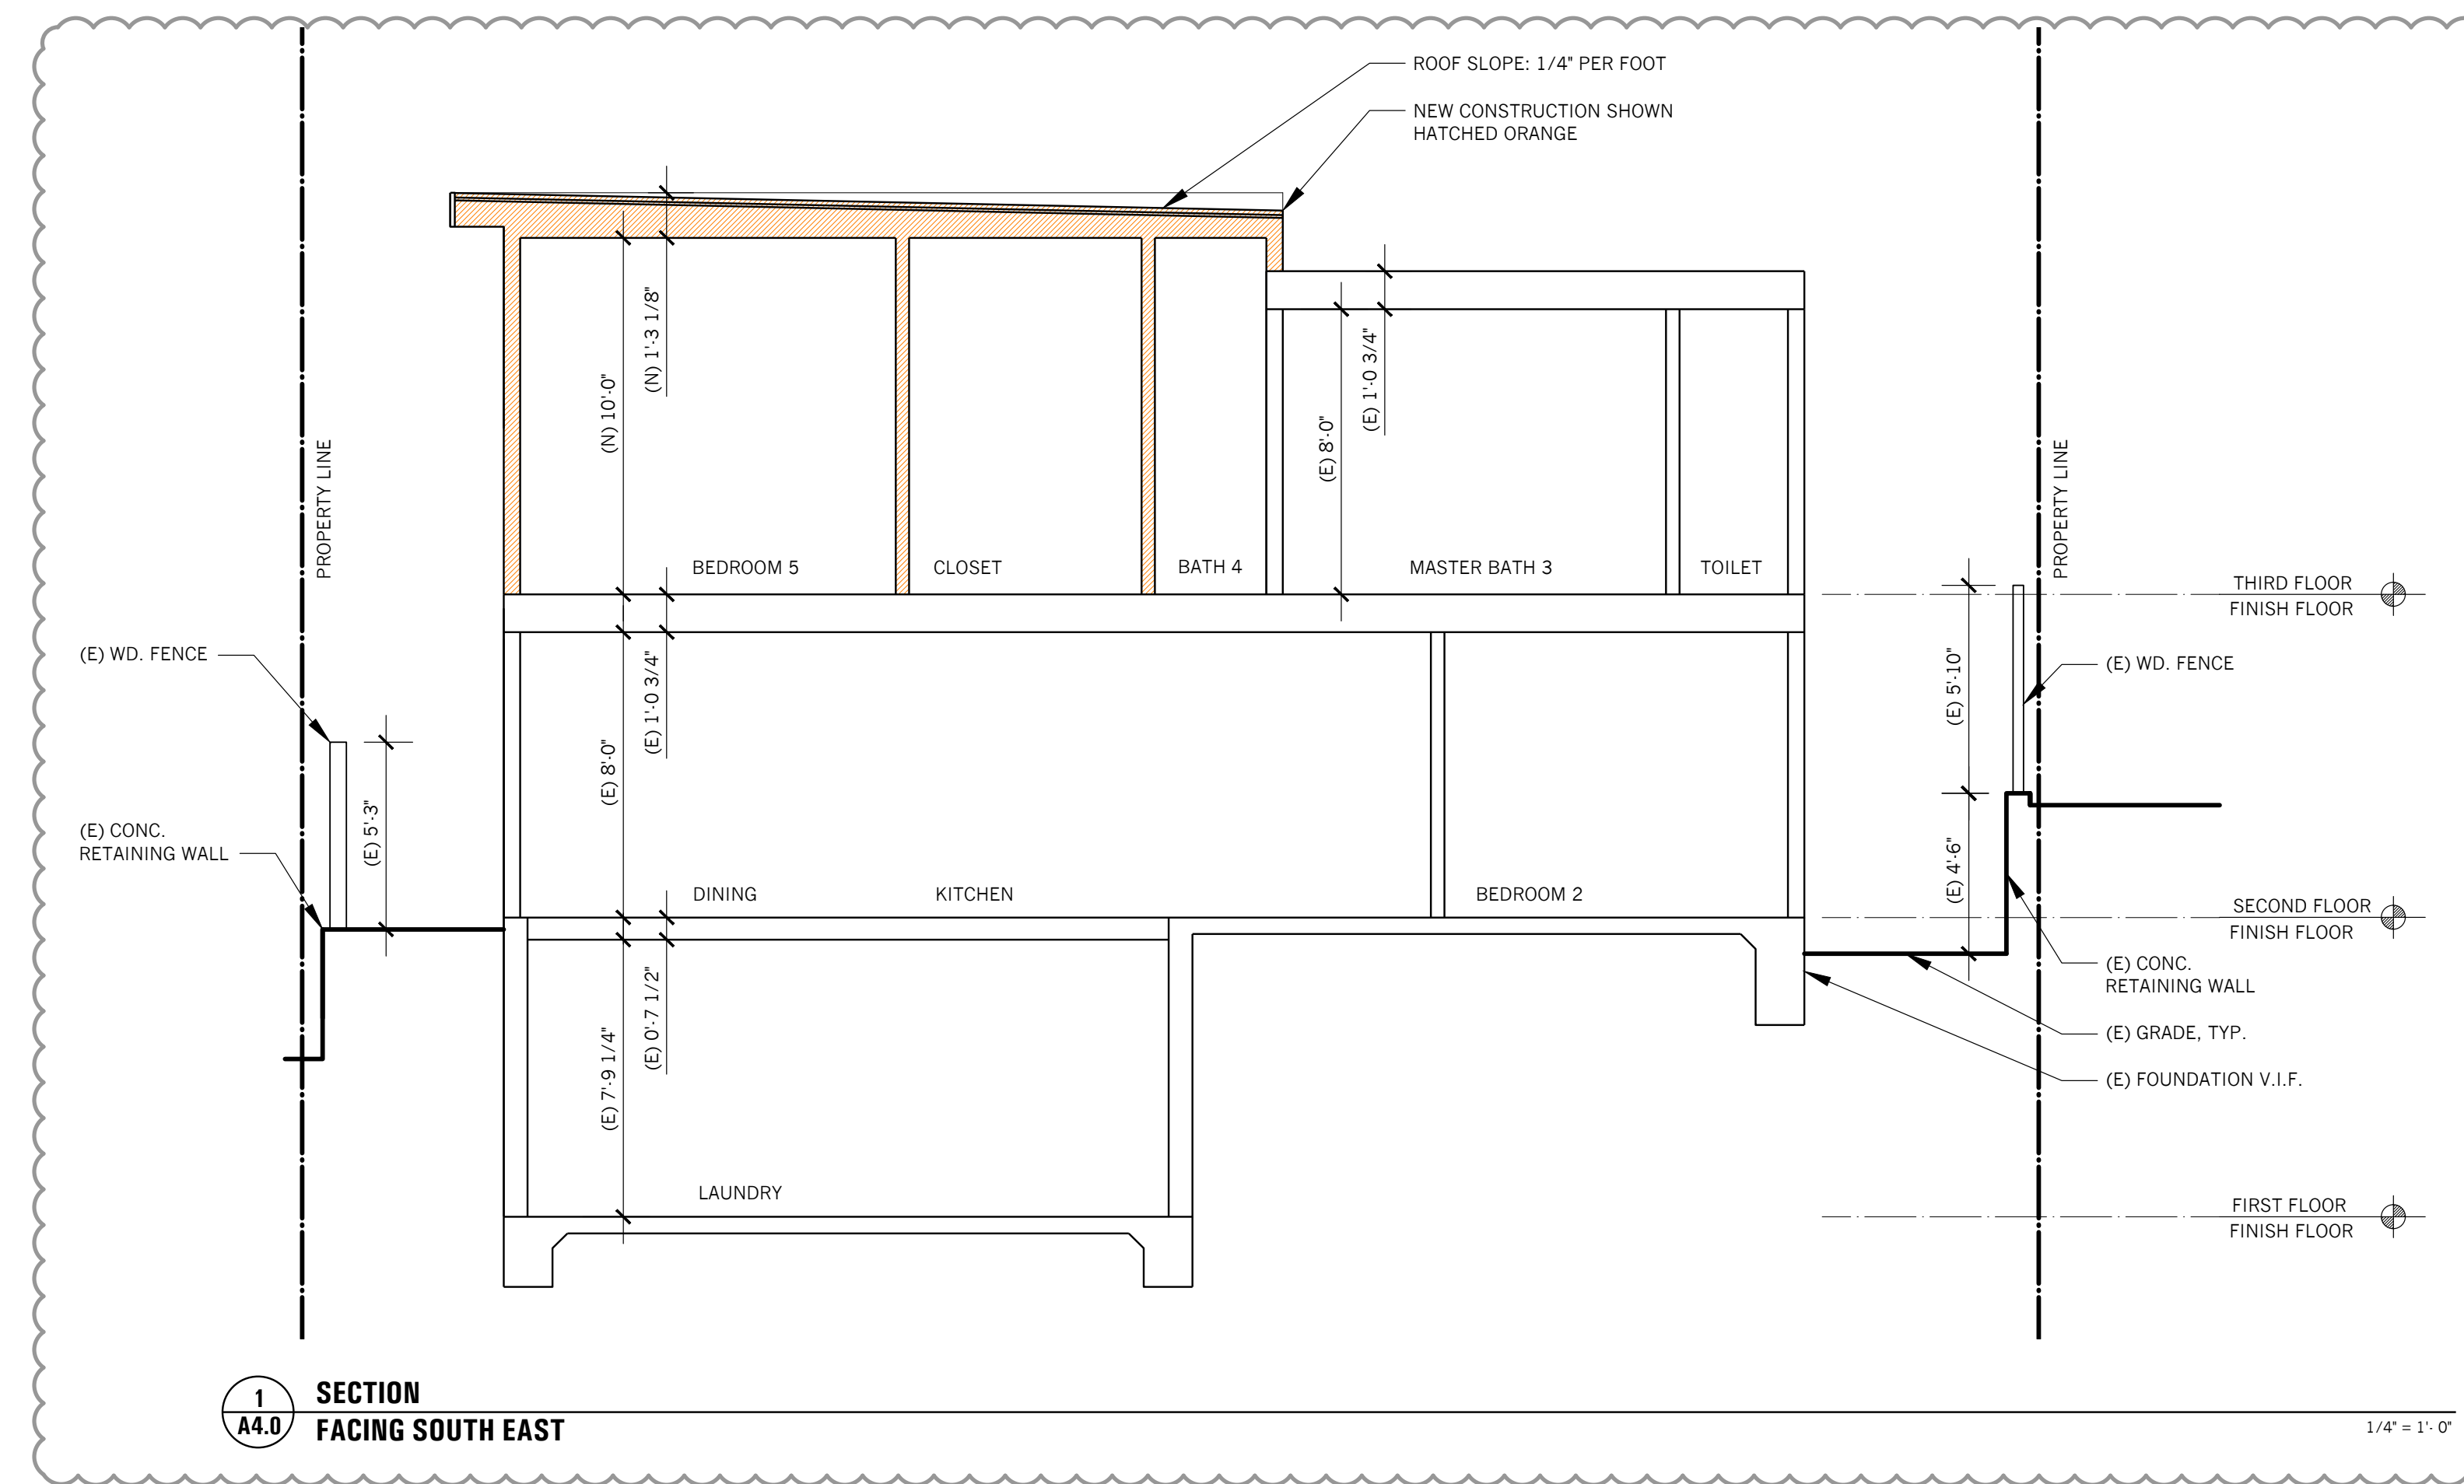 ROOF SLOPE: 1/4" PER FOOT
NEW CONSTRUCTION SHOWN
HATCHED ORANGE
(N) 1'-3 1/8"
(N) 10'-0"
(E) 1'-0 3/4"
(E) 8'-0"
PROPERTY LINE
PROPERTY LINE
BEDROOM 5
CLOSET
BATH 4
MASTER BATH 3
TOILET
THIRD FLOOR
FINISH FLOOR
(E) WD. FENCE
(E) 1'-0 3/4"
(E) 5'-10"
(E) WD. FENCE
(E) 8'-0"
(E) 5'-3"
(E) CONC.
RETAINING WALL
(E) 4'-6"
DINING
KITCHEN
BEDROOM 2
SECOND FLOOR
FINISH FLOOR
(E) CONC.
RETAINING WALL
(E) 0'-7 1/2"
(E) GRADE, TYP.
(E) 7'-9 1/4"
(E) FOUNDATION V.I.F.
LAUNDRY
FIRST FLOOR
FINISH FLOOR
1
A4.0
SECTION
FACING SOUTH EAST
1/4" = 1'- 0"